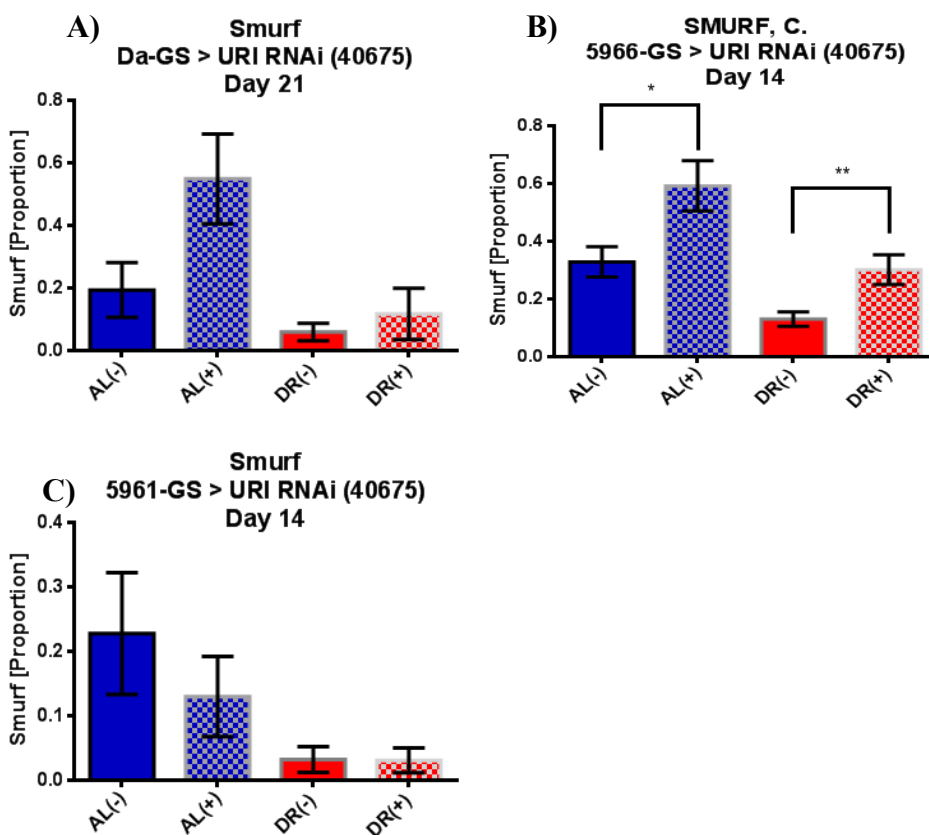 A)
Smurf
Da-GS > URI RNAi (40675)
Day 21
Smurf [Proportion]
0.8
0.6
0.4
0.2
0.0
AL(-)
AL(+)
DR(-)
DR(+)
B)
SMURF, C.
5966-GS > URI RNAi (40675)
Day 14
Smurf [Proportion]
0.8
0.6
0.4
0.2
0.0
*
**
AL(-)
AL(+)
DR(-)
DR(+)
C)
Smurf
5961-GS > URI RNAi (40675)
Day 14
Smurf [Proportion]
0.4
0.3
0.2
0.1
0.0
AL(-)
AL(+)
DR(-)
DR(+)